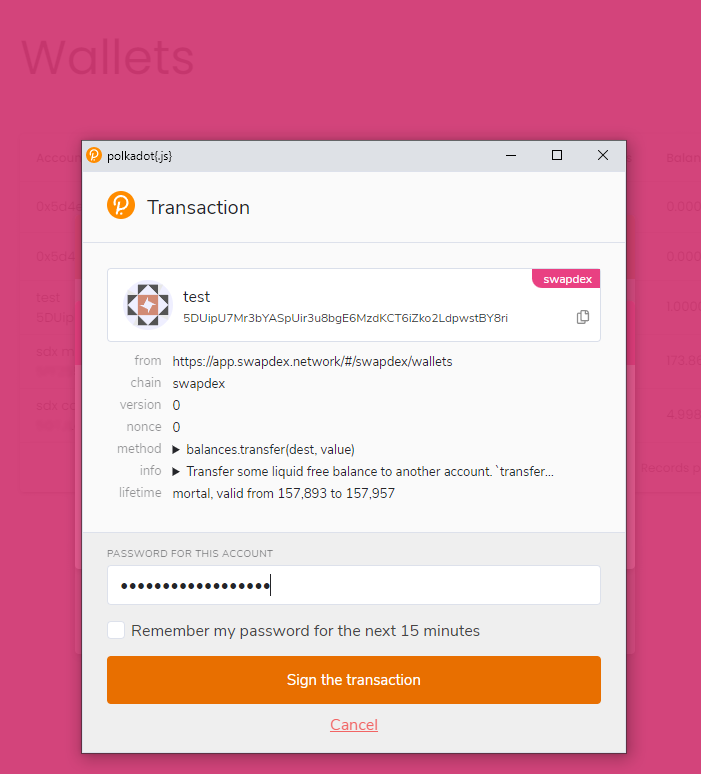 Wallets
polkadot{.js}
Transaction
swapdex
test
5DUipU7Mr3bYASpUir3u8bgE6MzdKCT6iZko2LdpwstBY8ri
from https://app.swapdex.network/#/swapdex/wallets
chain swapdex
version 0
nonce 0
method balances.transfer(dest, value)
info Transfer some liquid free balance to another account. `transfer...
lifetime mortal, valid from 157,893 to 157,957
PASSWORD FOR THIS ACCOUNT
Remember my password for the next 15 minutes
Sign the transaction
Cancel
test
Records